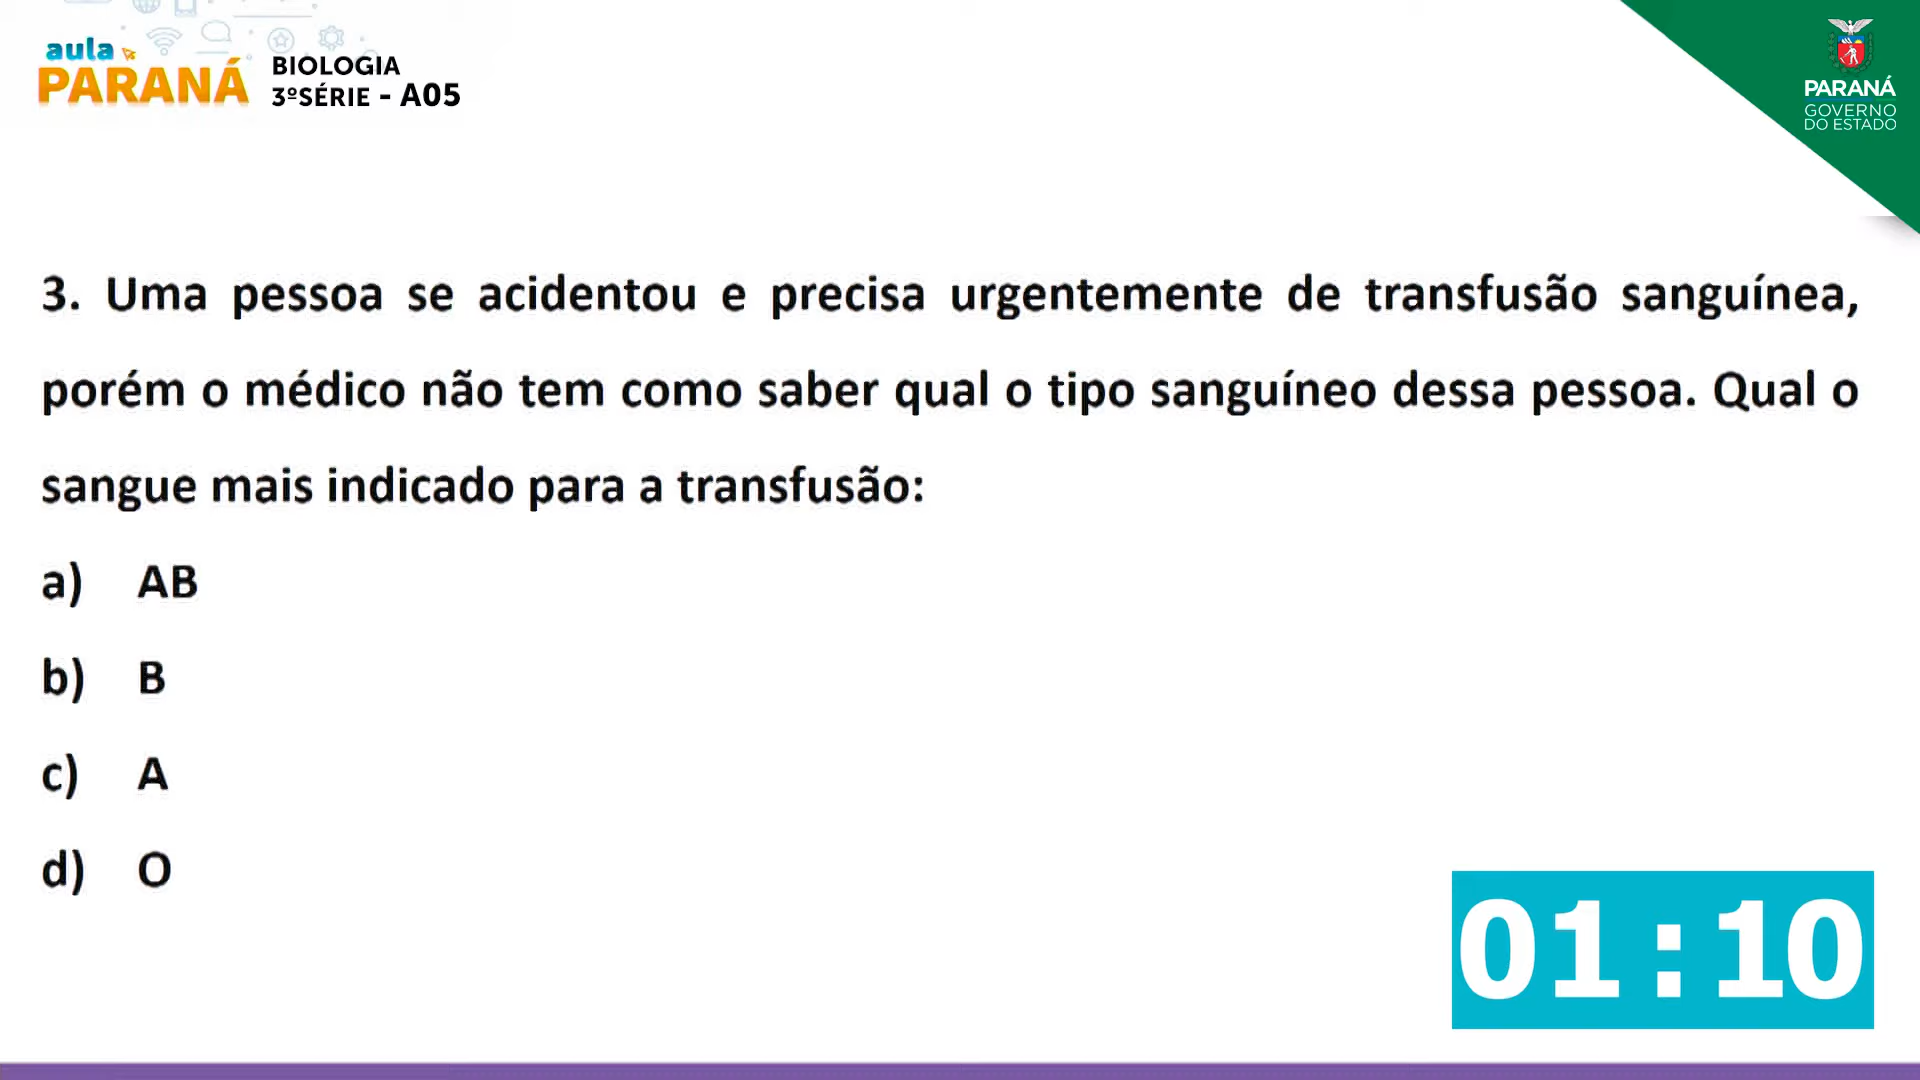 aula
PARANÁ
BIOLOGIA
3ºSÉRIE - A05
PARANÁ
GOVERNO
DO ESTADO
3. Uma pessoa se acidentou e precisa urgentemente de transfusão sanguínea,
porém o médico não tem como saber qual o tipo sanguíneo dessa pessoa. Qual o
sangue mais indicado para a transfusão:
a) AB
b) B
c) A
d) O
01:10